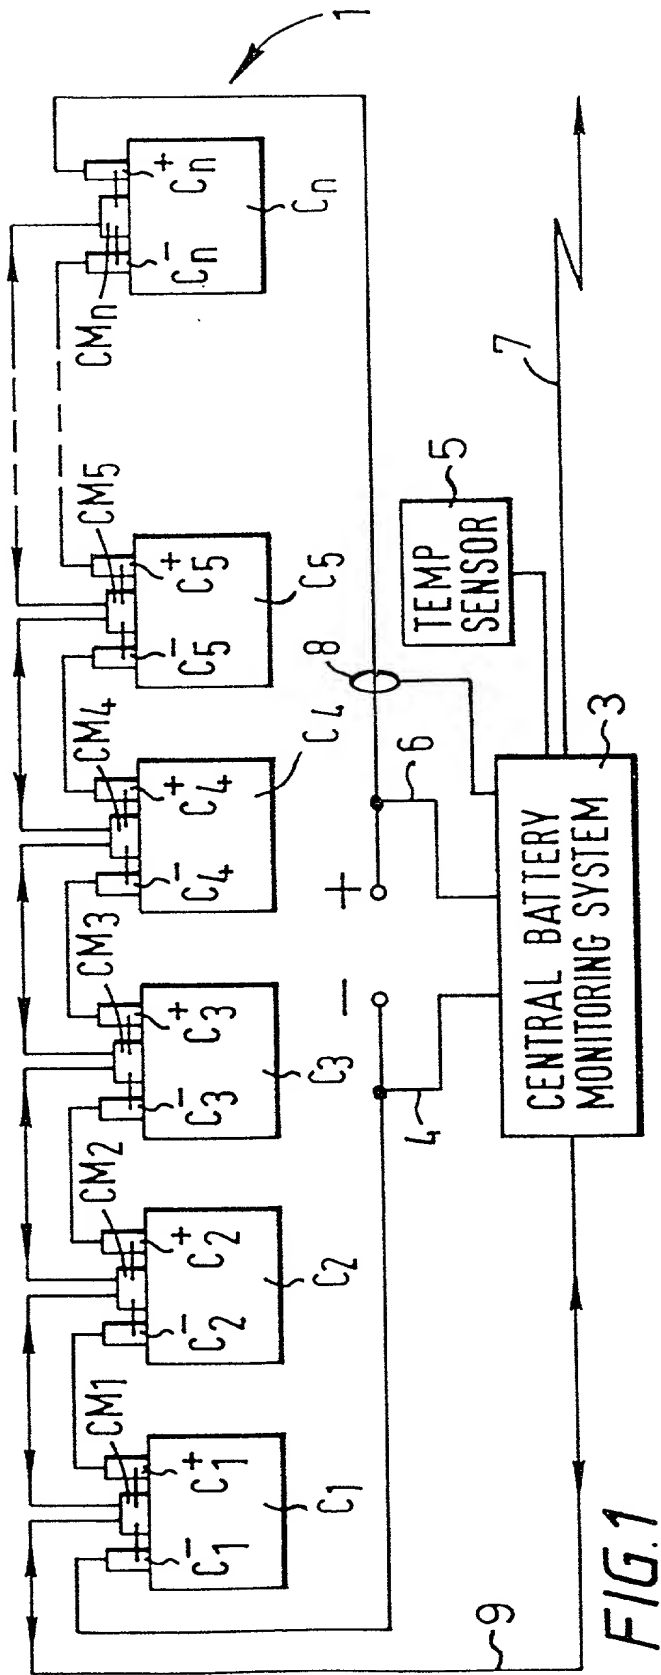 1
CM1
CM2
CM3
CM4
CM5
CMn
C1-
C1+
C2-
C2+
C3-
C3+
C4-
C4+
C5-
C5+
Cn-
Cn+
C1
C2
C3
C4
C5
Cn
8
-
+
4
6
TEMP
SENSOR
5
7
CENTRAL BATTERY
MONITORING SYSTEM
3
9
FIG.1